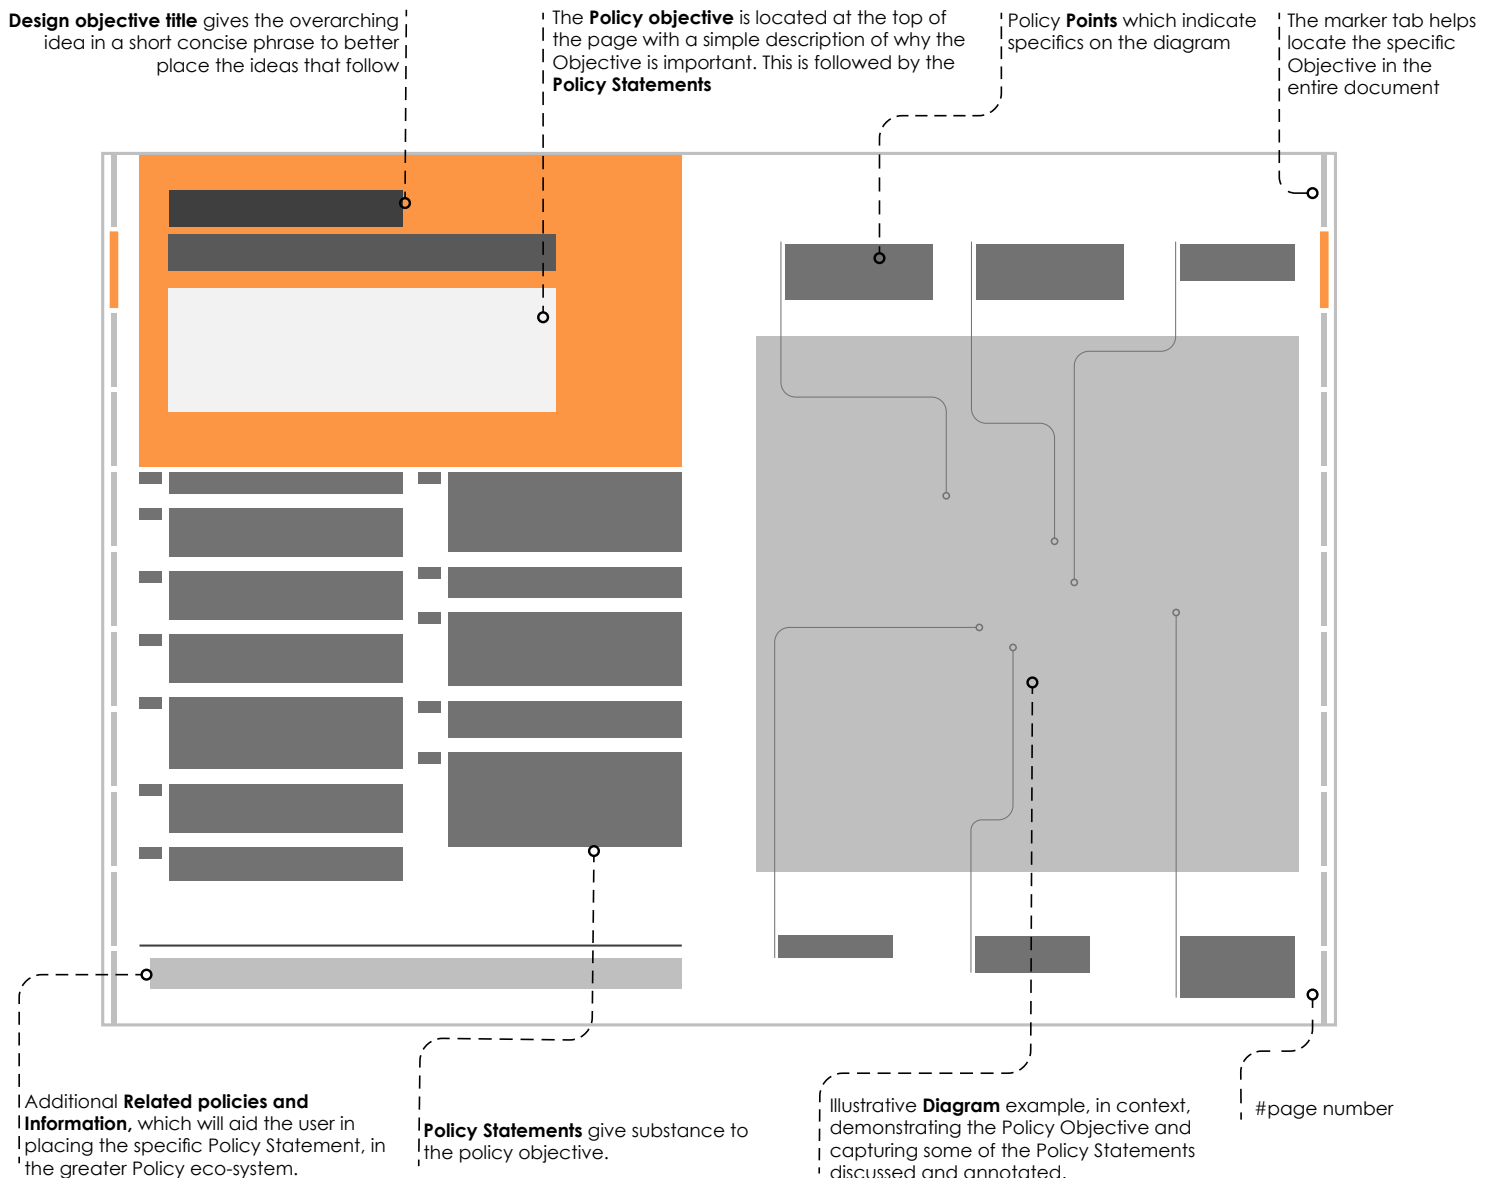 Design objective title gives the overarching
idea in a short concise phrase to better
place the ideas that follow
The Policy objective is located at the top of
the page with a simple description of why the
Objective is important. This is followed by the
Policy Statements
Policy Points which indicate
specifics on the diagram
The marker tab helps
locate the specific
Objective in the
entire document
Additional Related policies and
Information, which will aid the user in
placing the specific Policy Statement, in
the greater Policy eco-system.
Policy Statements give substance to
the policy objective.
Illustrative Diagram example, in context,
demonstrating the Policy Objective and
capturing some of the Policy Statements
discussed and annotated.
#page number